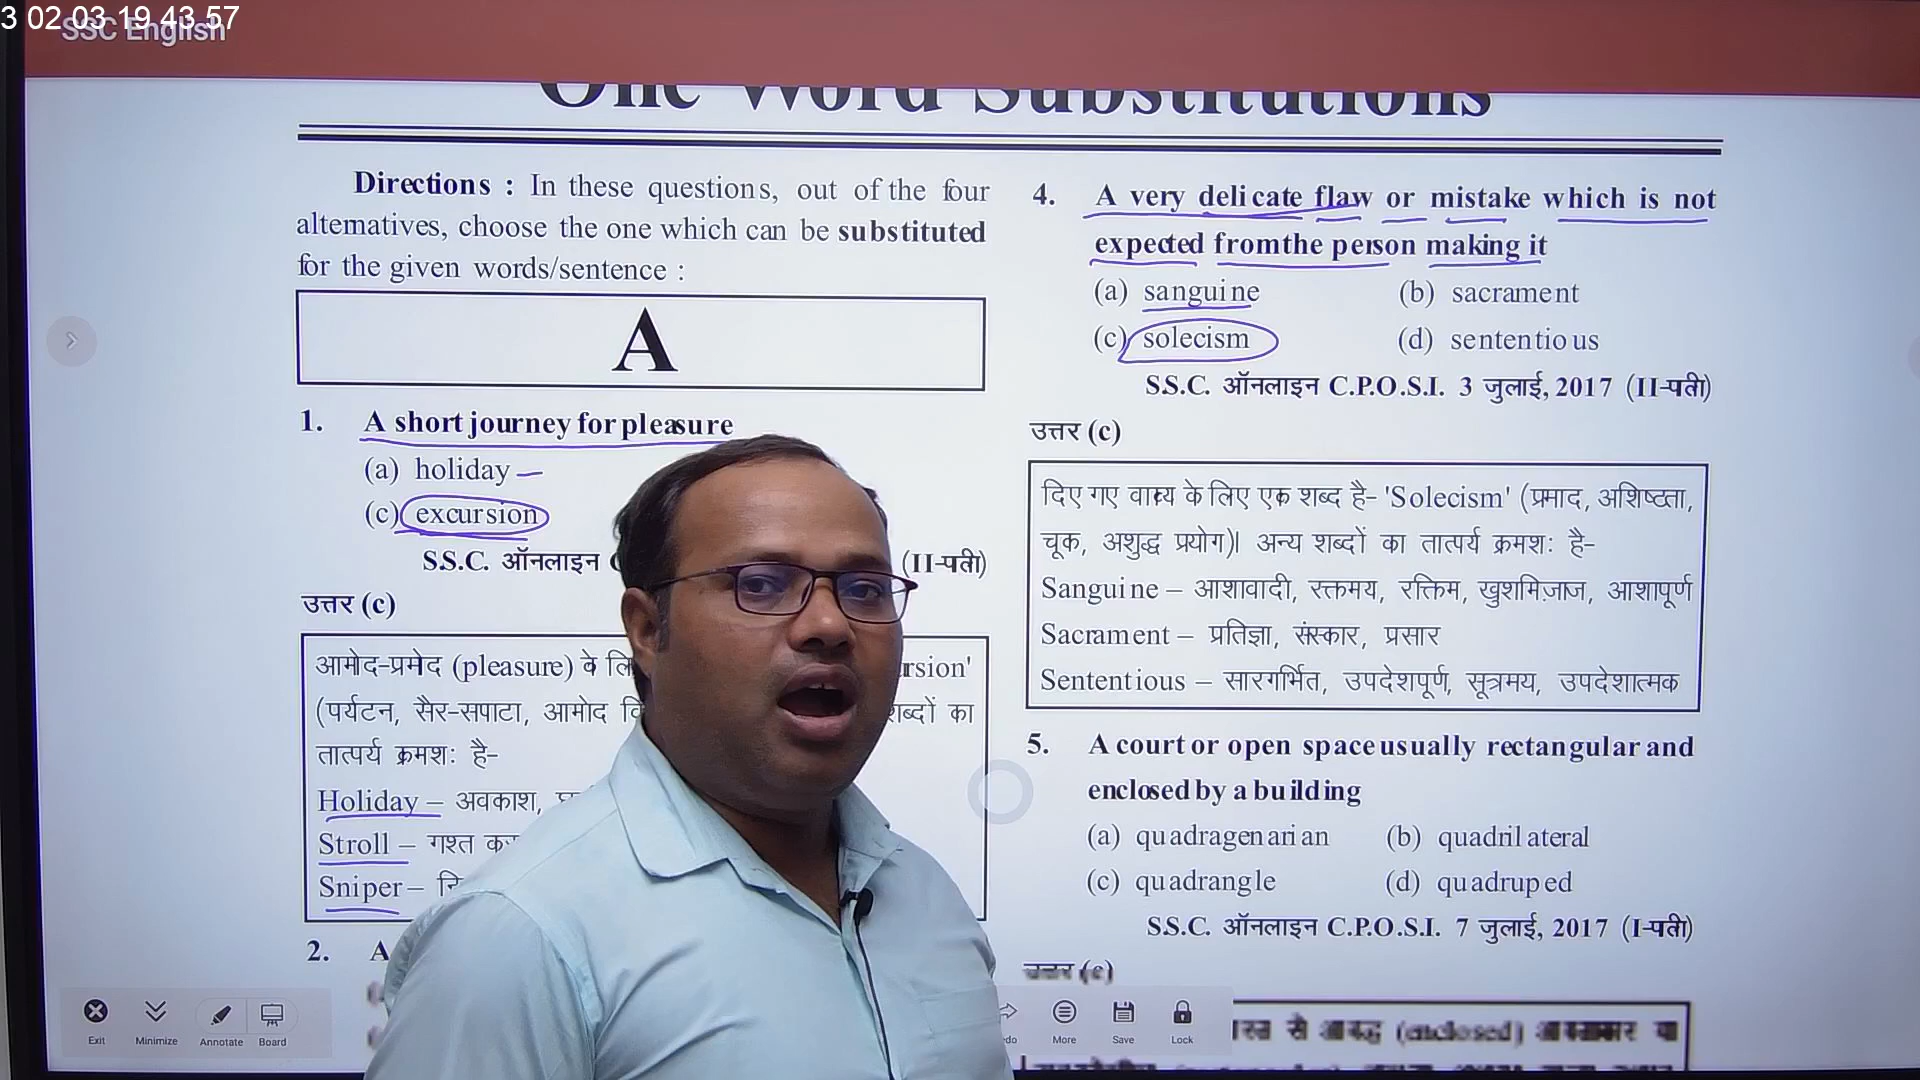 3 02 03 19 43 57
SSC English
One Word Substitutions
Directions : In these questions, out of the four
alternatives, choose the one which can be substituted
for the given words/sentence :
A
1. A short journey for pleasure
(a) holiday
(c) excursion
S.S.C. ऑनलाइन (II-पाली)
उत्तर (c)
आमोद-प्रमोद (pleasure) के
(पर्यटन, सैर-सपाटा, आमोद शब्दों का
तात्पर्य क्रमशः है-
Holiday – अवकाश,
Stroll – गश्त
Sniper –
2. A
4. A very delicate flaw or mistake which is not
expected from the person making it
(a) sanguine (b) sacrament
(c) solecism (d) sententious
S.S.C. ऑनलाइन C.P.O.S.I. 3 जुलाई, 2017 (II-पाली)
उत्तर (c)
दिए गए वाक्य के लिए एक शब्द है- 'Solecism' (प्रमाद, अशिष्टता,
चूक, अशुद्ध प्रयोग)। अन्य शब्दों का तात्पर्य क्रमशः है-
Sanguine – आशावादी, रक्तमय, रक्तिम, खुशमिज़ाज, आशापूर्ण
Sacrament – प्रतिज्ञा, संस्कार, प्रसार
Sententious – सारगर्भित, उपदेशपूर्ण, सूत्रमय, उपदेशात्मक
5. A court or open space usually rectangular and
enclosed by a building
(a) quadragenarian (b) quadrilateral
(c) quadrangle (d) quadruped
S.S.C. ऑनलाइन C.P.O.S.I. 7 जुलाई, 2017 (I-पाली)
उत्तर (c)
से आबद्ध (enclosed) आयताकार या
Exit Minimize Annotate Board More Save Lock